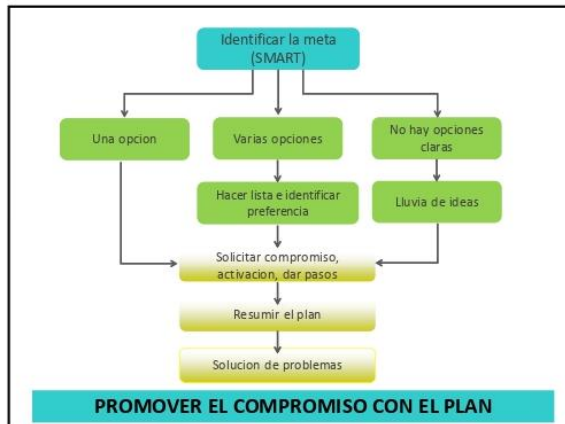 Identificar la meta
(SMART)
Una opcion
Varias opciones
No hay opciones
claras
Hacer lista e identificar
preferencia
Lluvia de ideas
Solicitar compromiso,
activacion, dar pasos
Resumir el plan
Solucion de problemas
PROMOVER EL COMPROMISO CON EL PLAN